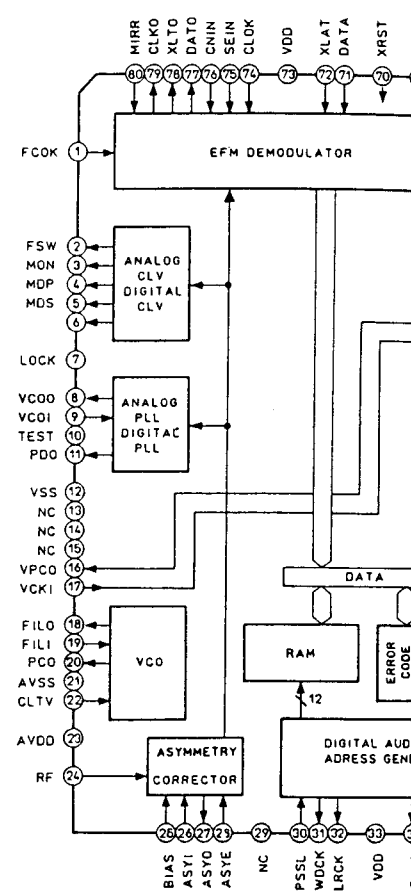 MIRR CLKO XLTO DATO CNIN SEIN CLOK VDD XLAT DATA XRST
80 79 78 77 76 75 74 73 72 71 70
FCOK 1
EFM DEMODULATOR
FSW 2
MON 3
MDP 4
MDS 5
6
ANALOG
CLV
DIGITAL
CLV
LOCK 7
VCOO 8
VCOI 9
TEST 10
PDO 11
ANALOG
PLL
DIGITAL
PLL
VSS 12
NC 13
NC 14
NC 15
VPCO 16
VCKI 17
DATA
FILO 18
FILI 19
PCO 20
AVSS 21
CLTV 22
VCO
RAM
ERROR
CODE
12
AVDD 23
RF 24
ASYMMETRY
CORRECTOR
DIGITAL AUD
ADRESS GEN
26 27 29 30 31 32 33
BIAS ASYI ASYO ASYE NC PSSL WDCK LRCK VDD